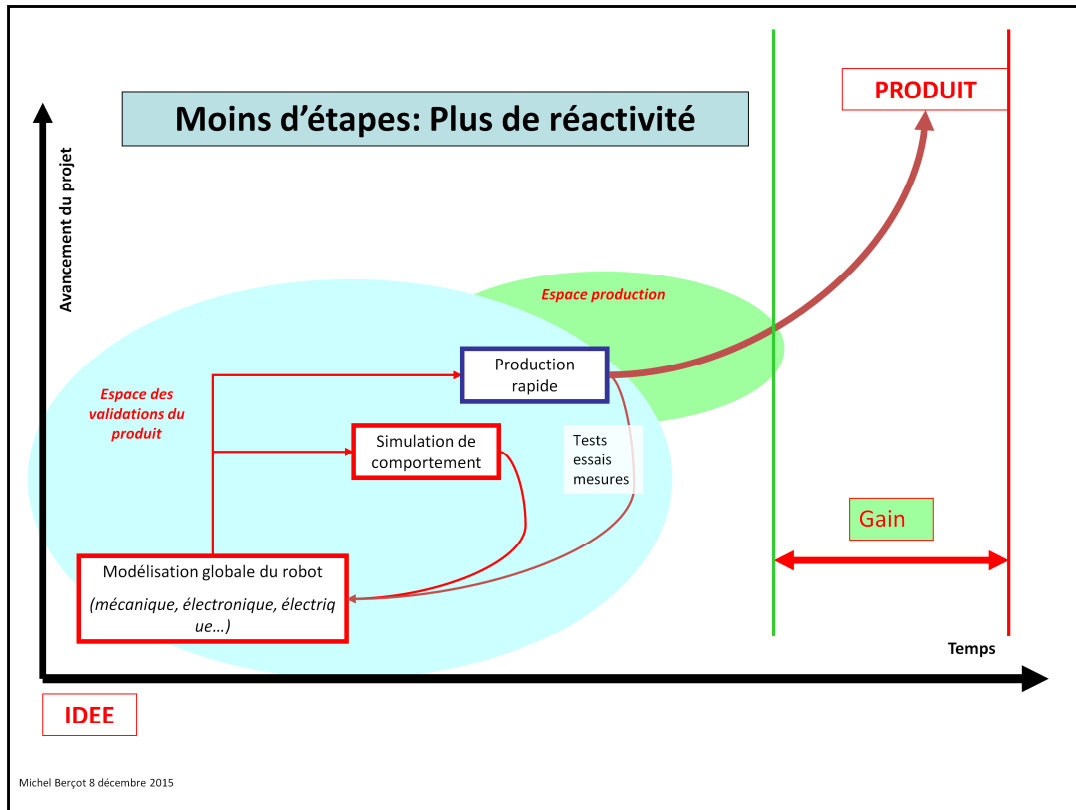 PRODUIT
Moins d'étapes: Plus de réactivité
Avancement du projet
Espace production
Production
rapide
Espace des
validations du
produit
Simulation de
comportement
Tests
essais
mesures
Gain
Modélisation globale du robot
(mécanique, électronique, électriq
ue…)
Temps
IDEE
Michel Berçot 8 décembre 2015